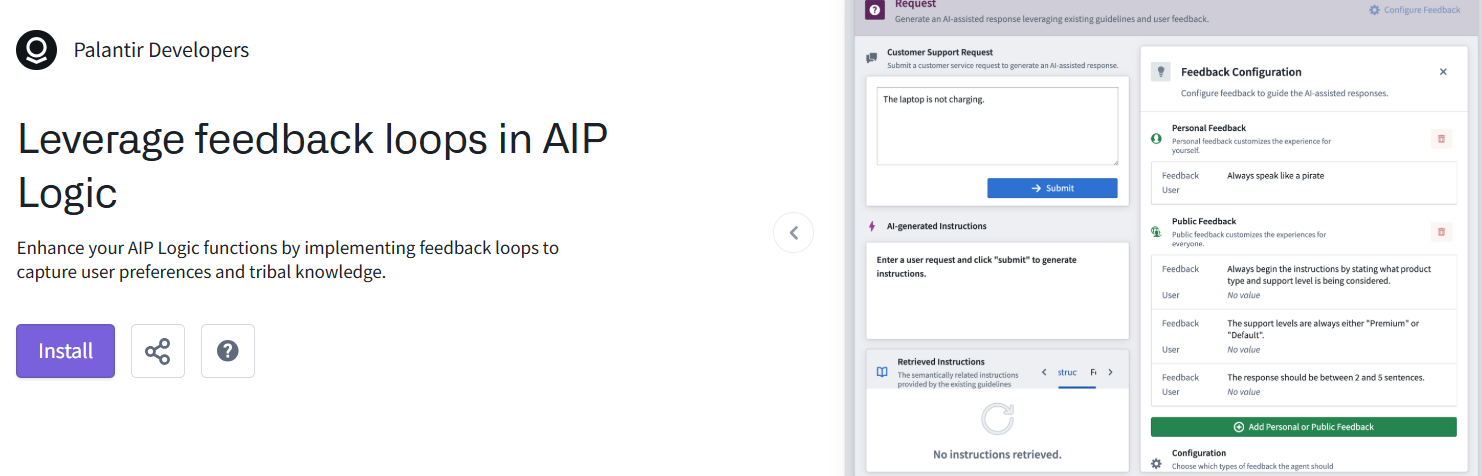 Palantir Developers
Leverage feedback loops in AIP
Logic
Enhance your AIP Logic functions by implementing feedback loops to
capture user preferences and tribal knowledge.
Install
Request
Generate an AI-assisted response leveraging existing guidelines and user feedback.
Configure Feedback
Customer Support Request
Submit a customer service request to generate an AI-assisted response.
The laptop is not charging.
Submit
AI-generated Instructions
Enter a user request and click "submit" to generate
instructions.
Retrieved Instructions
The semantically related instructions
provided by the existing guidelines
struc
F
No instructions retrieved.
Feedback Configuration
Configure feedback to guide the AI-assisted responses.
Personal Feedback
Personal feedback customizes the experience for
yourself.
Feedback Always speak like a pirate
User
Public Feedback
Public feedback customizes the experiences for
everyone.
Feedback Always begin the instructions by stating what product
type and support level is being considered.
User No value
Feedback The support levels are always either "Premium" or
"Default".
User No value
Feedback The response should be between 2 and 5 sentences.
User No value
Add Personal or Public Feedback
Configuration
Choose which types of feedback the agent should